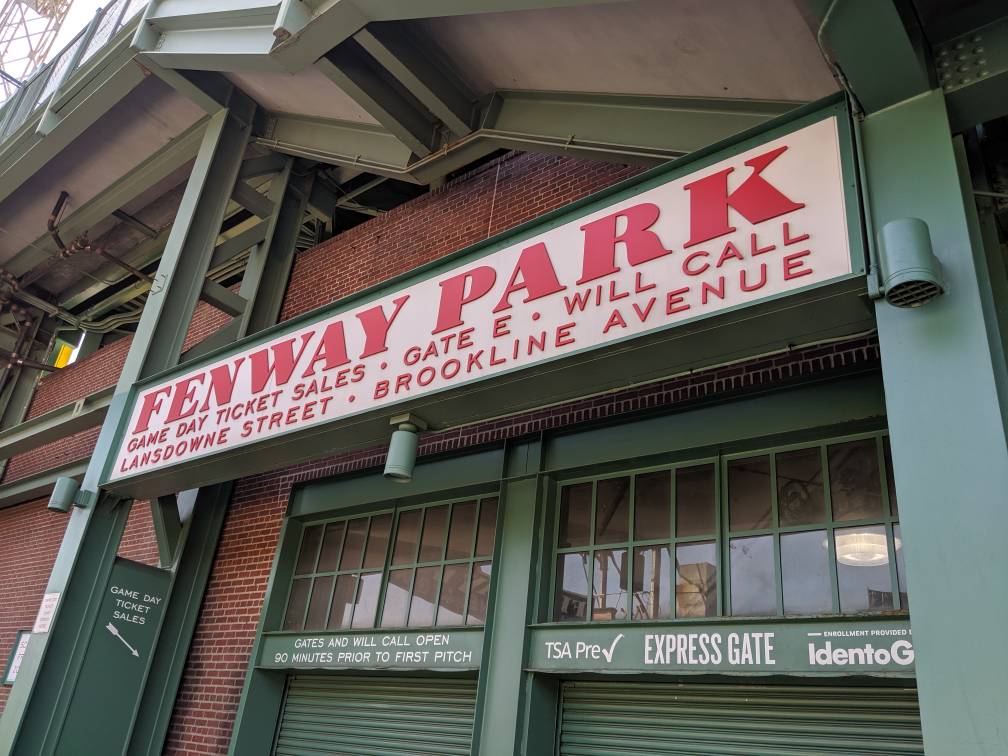 FENWAY PARK
GAME DAY TICKET SALES · GATE E · WILL CALL
LANSDOWNE STREET · BROOKLINE AVENUE
GAME DAY
TICKET
SALES
GATES AND WILL CALL OPEN
90 MINUTES PRIOR TO FIRST PITCH
TSA Pre✓ EXPRESS GATE
ENROLLMENT PROVIDED
IdentoG